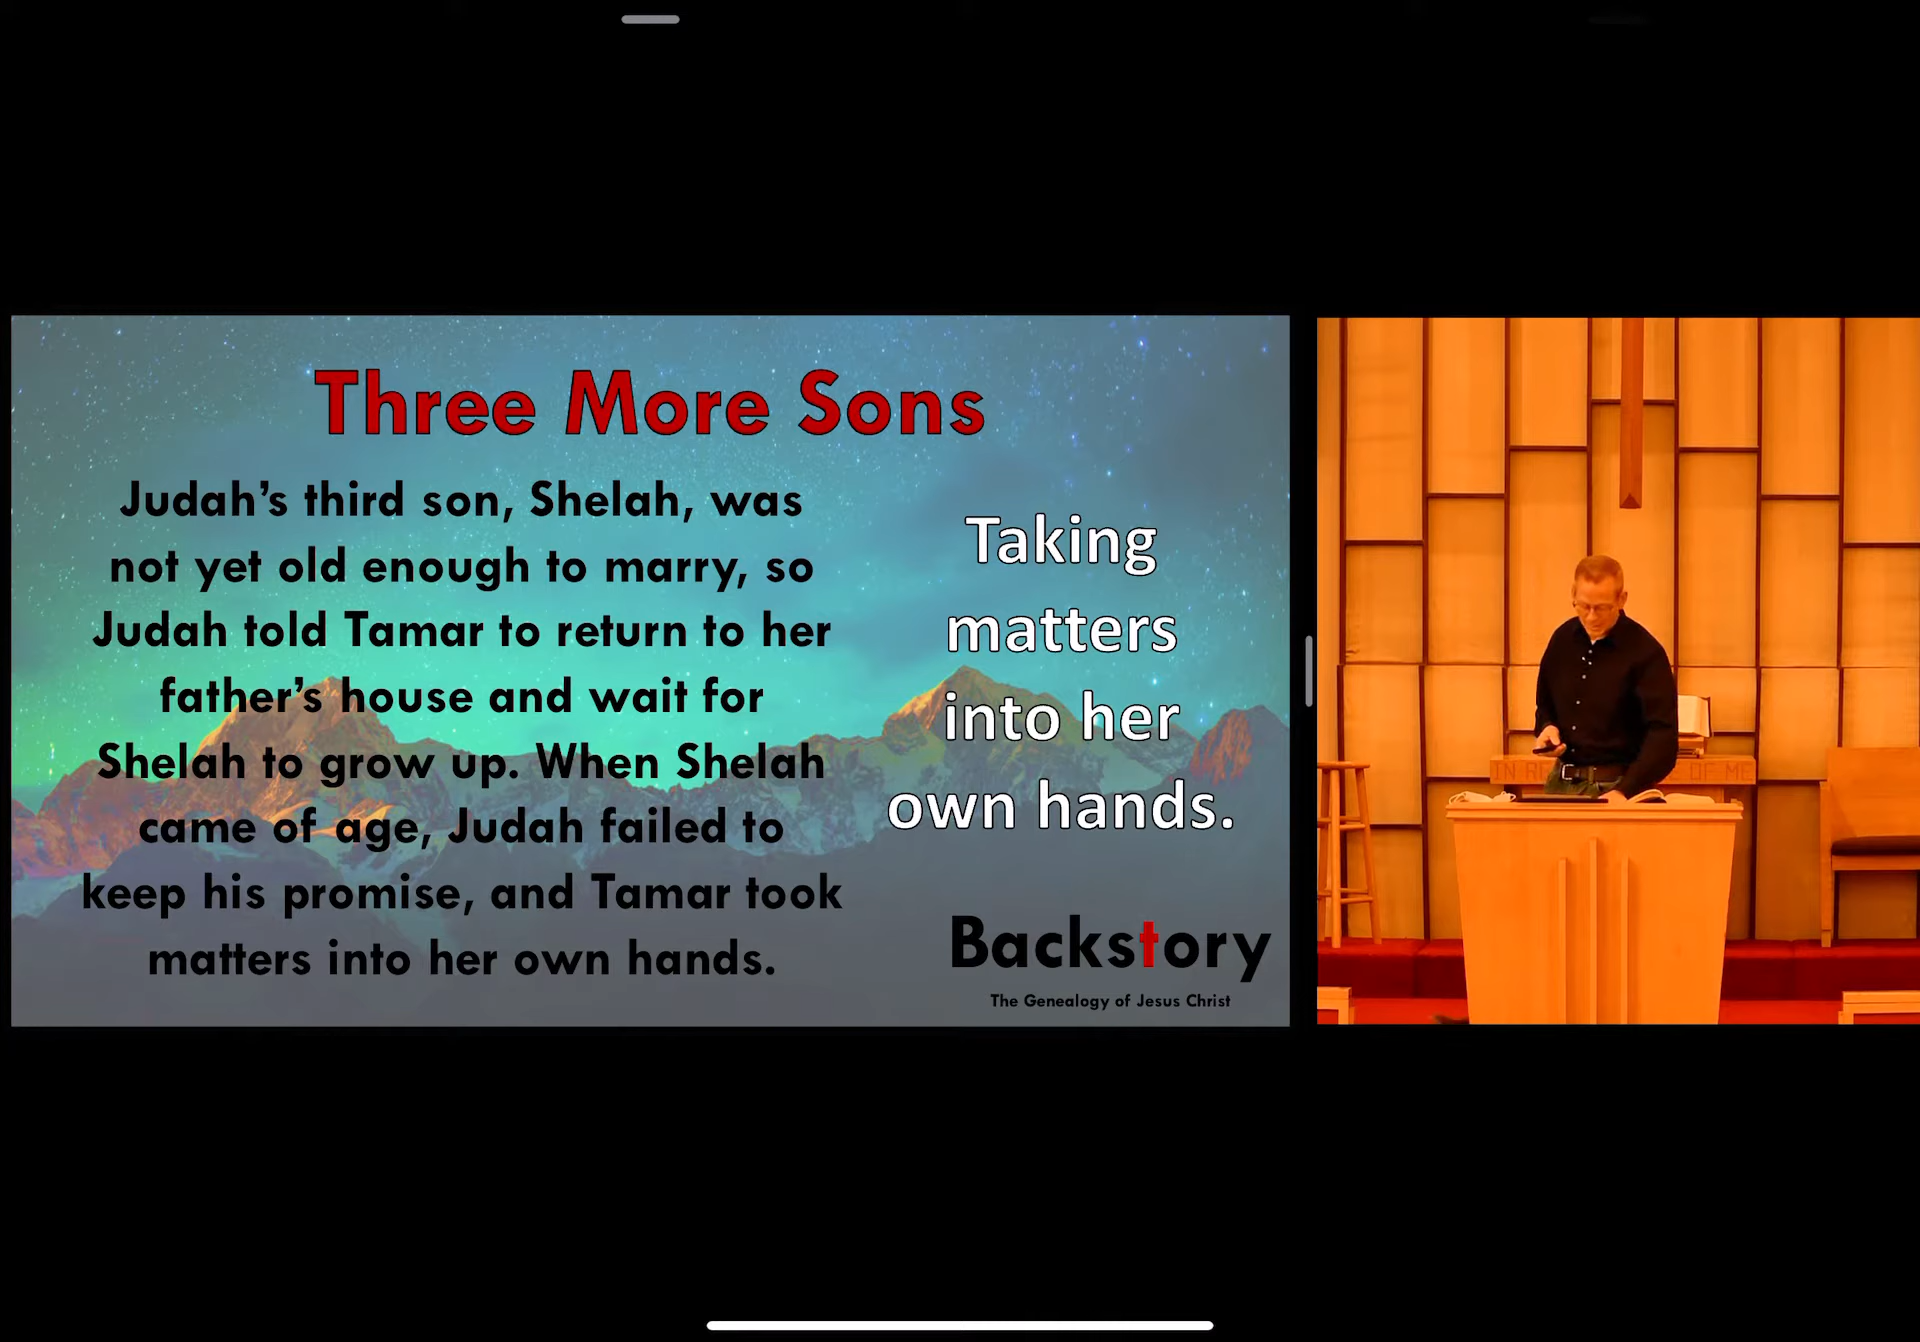 Three More Sons
Judah's third son, Shelah, was
not yet old enough to marry, so
Judah told Tamar to return to her
father's house and wait for
Shelah to grow up. When Shelah
came of age, Judah failed to
keep his promise, and Tamar took
matters into her own hands.
Taking
matters
into her
own hands.
Backstory
The Genealogy of Jesus Christ
OF ME